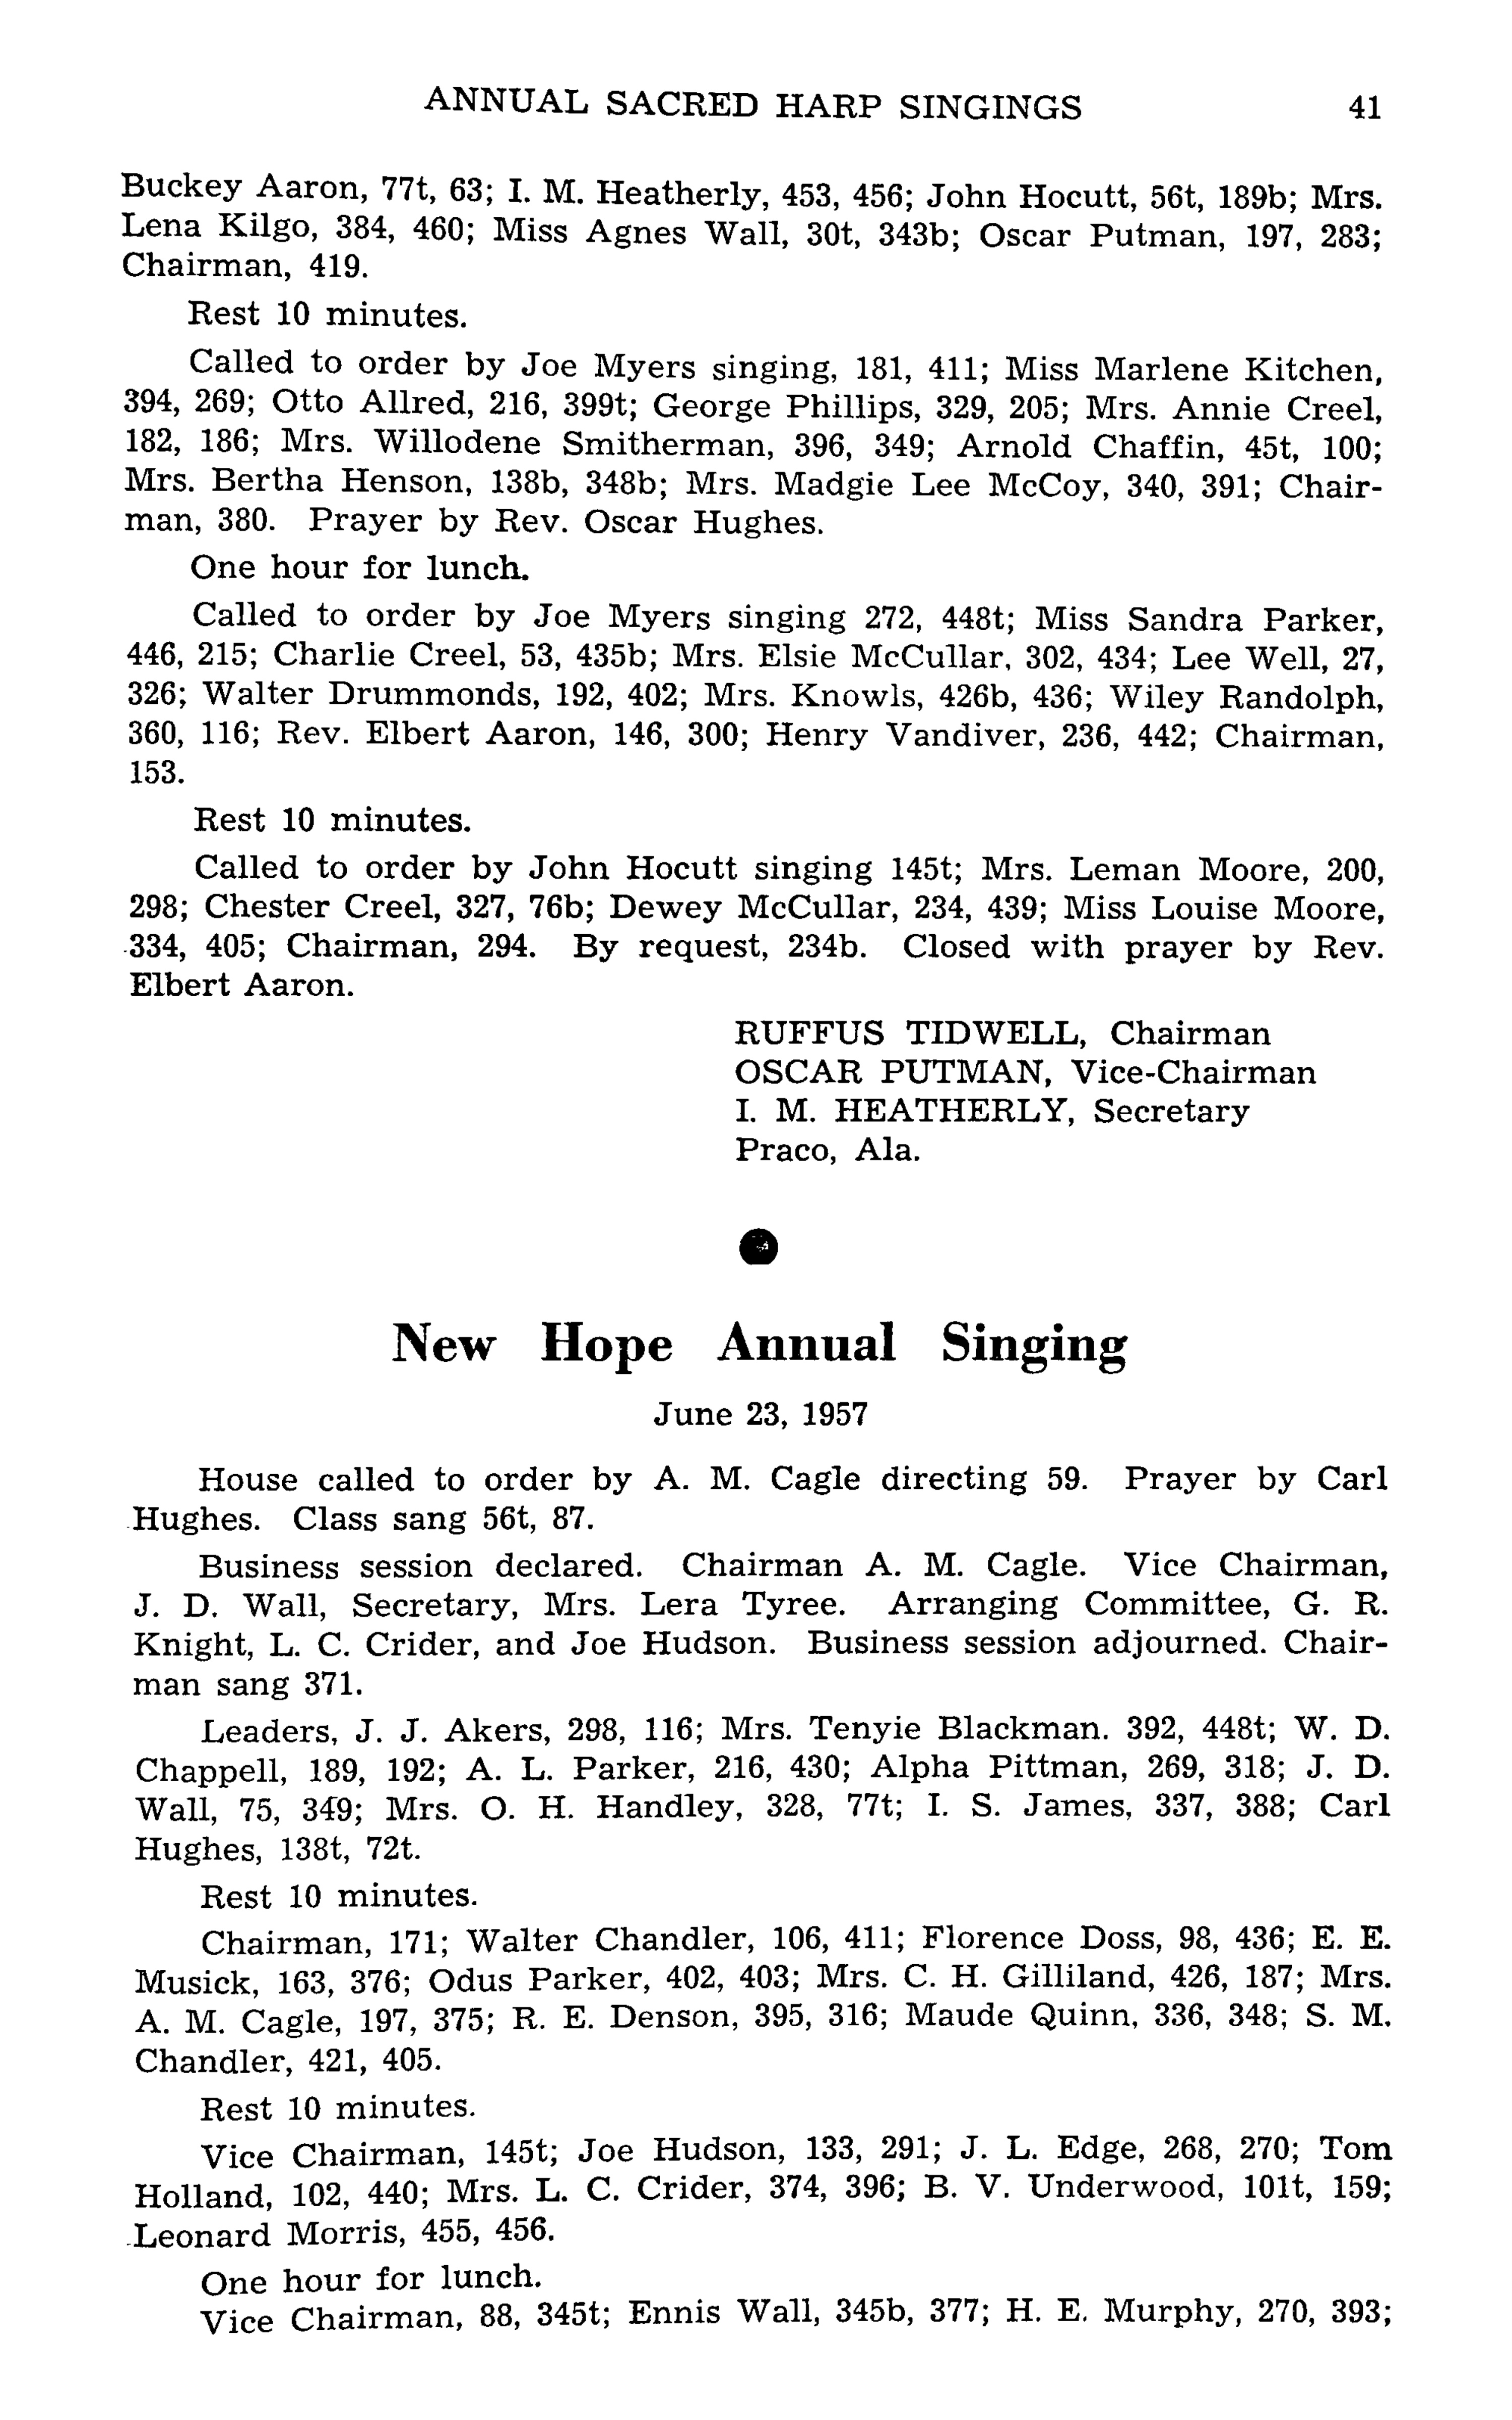 ANNUAL SACRED HARP SINGINGS 41
Buckey Aaron, 77t, 63; I. M. Heatherly, 453, 456; John Hocutt, 56t, 189b; Mrs.
Lena Kilgo, 384, 460; Miss Agnes Wall, 30t, 343b; Oscar Putman, 197, 283;
Chairman, 419.
Rest 10 minutes.
Called to order by Joe Myers singing, 181, 411; Miss Marlene Kitchen,
394, 269; Otto Allred, 216, 399t; George Phillips, 329, 205; Mrs. Annie Creel,
182, 186; Mrs. Willodene Smitherman, 396, 349; Arnold Chaffin, 45t, 100;
Mrs. Bertha Henson, 138b, 348b; Mrs. Madgie Lee McCoy, 340, 391; Chair-
man, 380. Prayer by Rev. Oscar Hughes.
One hour for lunch.
Called to order by Joe Myers singing 272, 448t; Miss Sandra Parker,
446, 215; Charlie Creel, 53, 435b; Mrs. Elsie McCullar, 302, 434; Lee Well, 27,
326; Walter Drummonds, 192, 402; Mrs. Knowls, 426b, 436; Wiley Randolph,
360, 116; Rev. Elbert Aaron, 146, 300; Henry Vandiver, 236, 442; Chairman,
153.
Rest 10 minutes.
Called to order by John Hocutt singing 145t; Mrs. Leman Moore, 200,
298; Chester Creel, 327, 76b; Dewey McCullar, 234, 439; Miss Louise Moore,
334, 405; Chairman, 294. By request, 234b. Closed with prayer by Rev.
Elbert Aaron.
RUFFUS TIDWELL, Chairman
OSCAR PUTMAN, Vice-Chairman
I. M. HEATHERLY, Secretary
Praco, Ala.
New Hope Annual Singing
June 23, 1957
House called to order by A. M. Cagle directing 59. Prayer by Carl
Hughes. Class sang 56t, 87.
Business session declared. Chairman A. M. Cagle. Vice Chairman,
J. D. Wall, Secretary, Mrs. Lera Tyree. Arranging Committee, G. R.
Knight, L. C. Crider, and Joe Hudson. Business session adjourned. Chair-
man sang 371.
Leaders, J. J. Akers, 298, 116; Mrs. Tenyie Blackman. 392, 448t; W. D.
Chappell, 189, 192; A. L. Parker, 216, 430; Alpha Pittman, 269, 318; J. D.
Wall, 75, 349; Mrs. O. H. Handley, 328, 77t; I. S. James, 337, 388; Carl
Hughes, 138t, 72t.
Rest 10 minutes.
Chairman, 171; Walter Chandler, 106, 411; Florence Doss, 98, 436; E. E.
Musick, 163, 376; Odus Parker, 402, 403; Mrs. C. H. Gilliland, 426, 187; Mrs.
A. M. Cagle, 197, 375; R. E. Denson, 395, 316; Maude Quinn, 336, 348; S. M.
Chandler, 421, 405.
Rest 10 minutes.
Vice Chairman, 145t; Joe Hudson, 133, 291; J. L. Edge, 268, 270; Tom
Holland, 102, 440; Mrs. L. C. Crider, 374, 396; B. V. Underwood, 101t, 159;
Leonard Morris, 455, 456.
One hour for lunch.
Vice Chairman, 88, 345t; Ennis Wall, 345b, 377; H. E. Murphy, 270, 393;